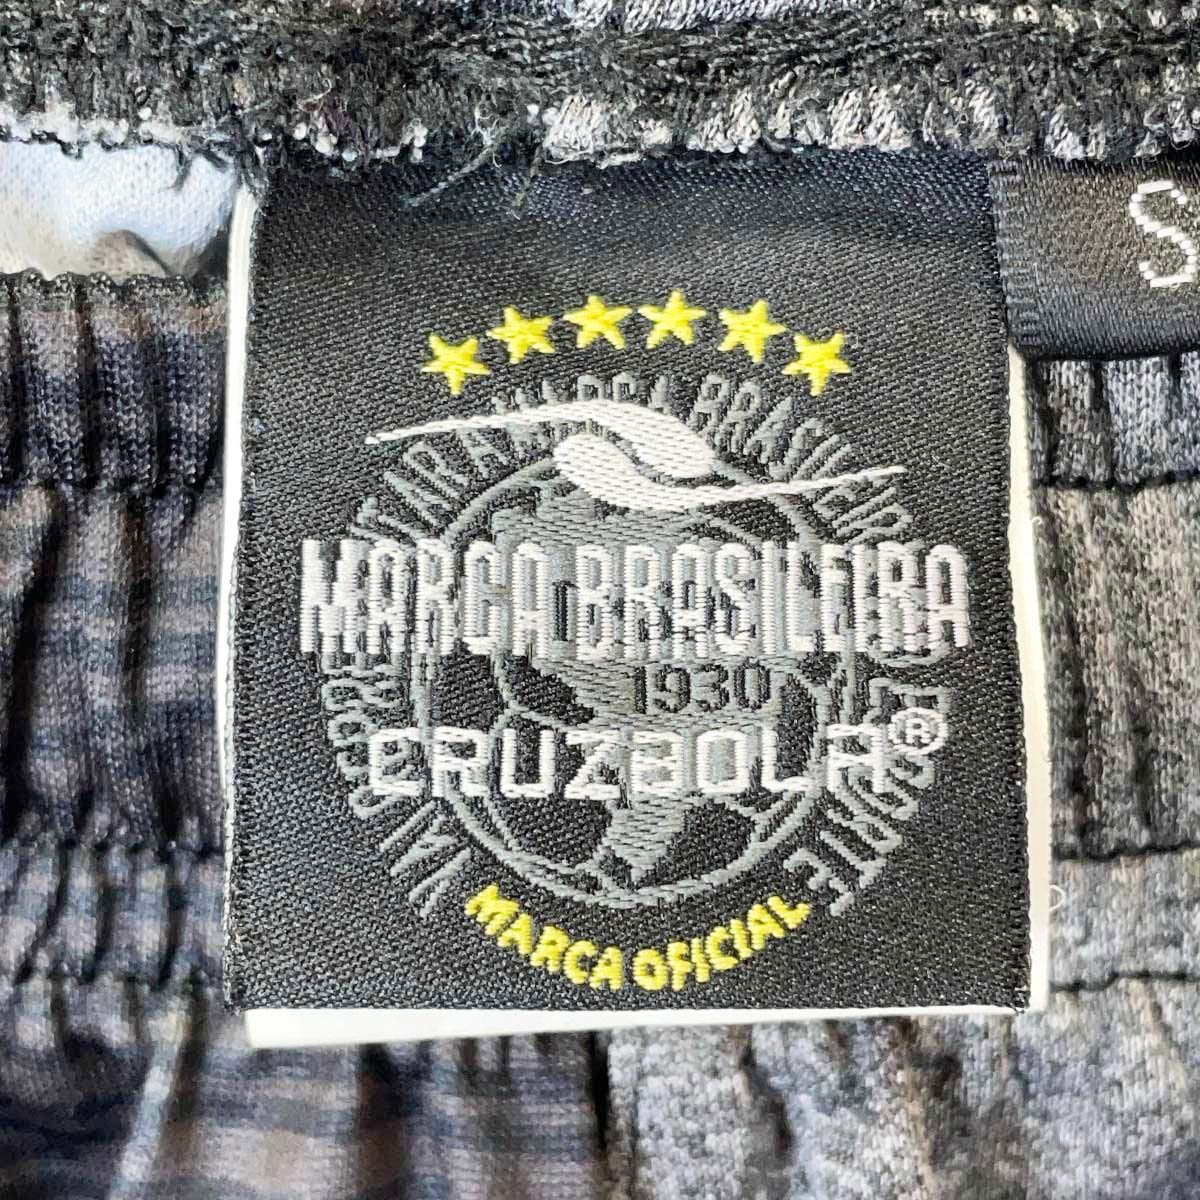 S
MARCA BRASILEIRA
1930
CRUZBOLA®
MARCA OFICIAL